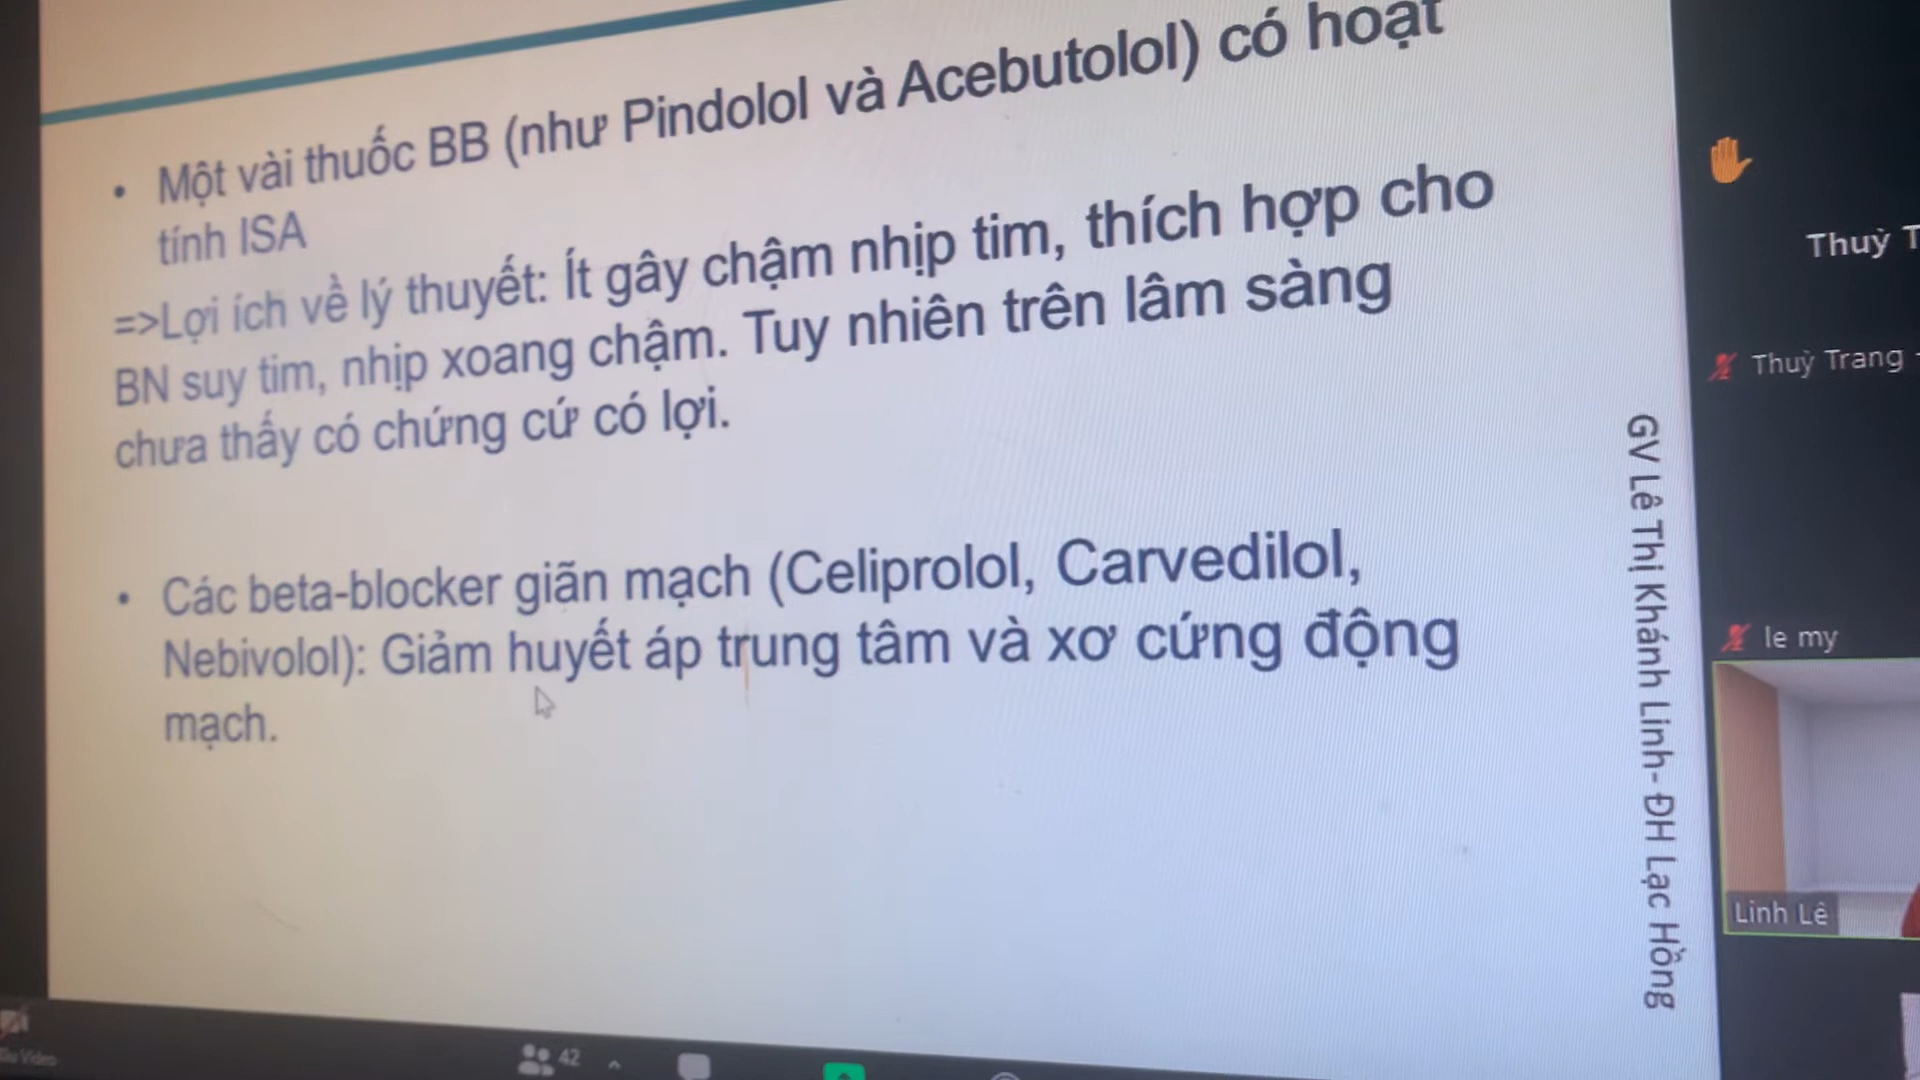 • Một vài thuốc BB (như Pindolol và Acebutolol) có hoạt
tính ISA
=>Lợi ích về lý thuyết: Ít gây chậm nhịp tim, thích hợp cho
BN suy tim, nhịp xoang chậm. Tuy nhiên trên lâm sàng
chưa thấy có chứng cứ có lợi.
• Các beta-blocker giãn mạch (Celiprolol, Carvedilol,
Nebivolol): Giảm huyết áp trung tâm và xơ cứng động
mạch.
GV Lê Thị Khánh Linh- ĐH Lạc Hồng
Thuỳ T
Thuỳ Trang
le my
Linh Lê
Video
42